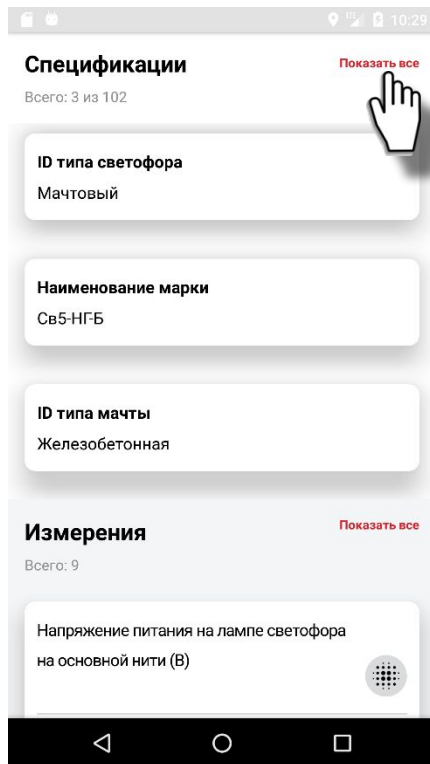 10:29
Спецификации
Показать все
Всего: 3 из 102
ID типа светофора
Мачтовый
Наименование марки
Св5-НГ-Б
ID типа мачты
Железобетонная
Измерения
Показать все
Всего: 9
Напряжение питания на лампе светофора
на основной нити (В)